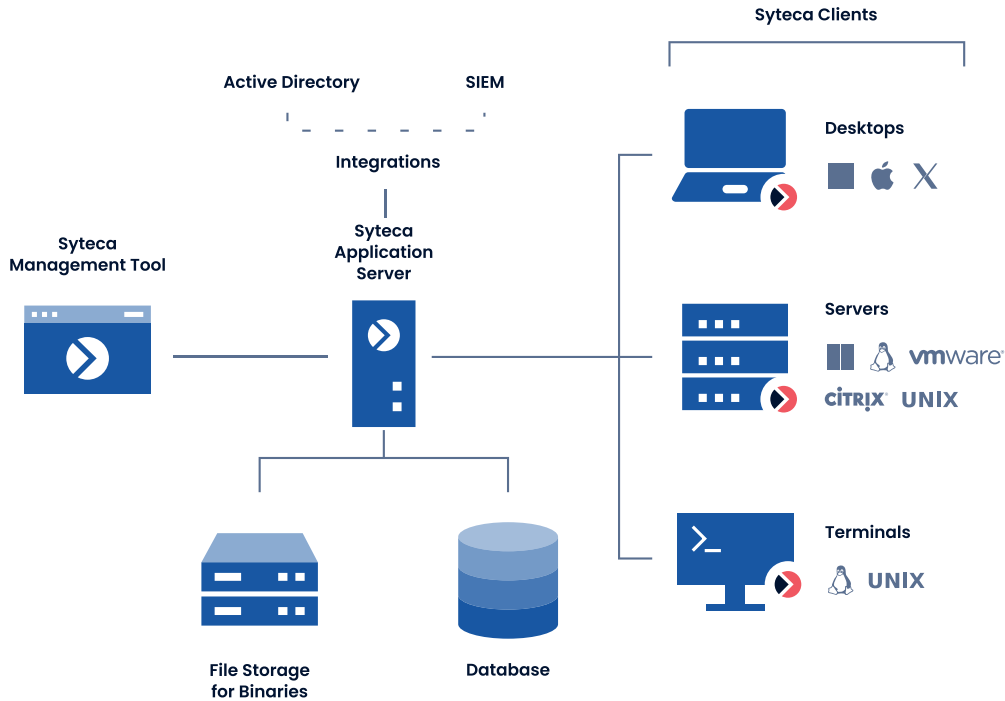 Syteca Clients
Active Directory
SIEM
Integrations
Desktops
Syteca
Management Tool
Syteca
Application
Server
Servers
vmware®
CITRIX®
UNIX
Terminals
>_
UNIX
File Storage
for Binaries
Database